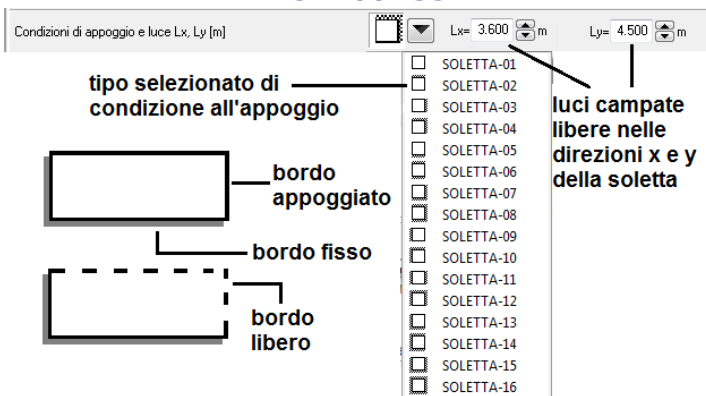 Condizioni di appoggio e luce Lx, Ly [m]
Lx= 3.600 m
Ly= 4.500 m
tipo selezionato di
condizione all'appoggio
SOLETTA-01
SOLETTA-02
SOLETTA-03
SOLETTA-04
SOLETTA-05
SOLETTA-06
SOLETTA-07
SOLETTA-08
SOLETTA-09
SOLETTA-10
SOLETTA-11
SOLETTA-12
SOLETTA-13
SOLETTA-14
SOLETTA-15
SOLETTA-16
luci campate
libere nelle
direzioni x e y
della soletta
bordo
appoggiato
bordo fisso
bordo
libero